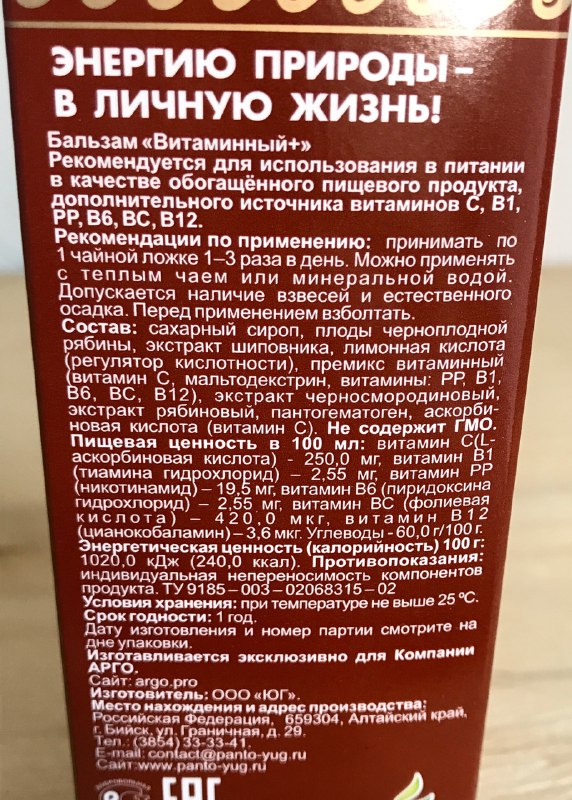 ЭНЕРГИЮ ПРИРОДЫ –
В ЛИЧНУЮ ЖИЗНЬ!
Бальзам «Витаминный+»
Рекомендуется для использования в питании
в качестве обогащённого пищевого продукта,
дополнительного источника витаминов С, В1,
РР, В6, ВС, В12.
Рекомендации по применению: принимать по
1 чайной ложке 1–3 раза в день. Можно применять
с теплым чаем или минеральной водой.
Допускается наличие взвесей и естественного
осадка. Перед применением взболтать.
Состав: сахарный сироп, плоды черноплодной
рябины, экстракт шиповника, лимонная кислота
(регулятор кислотности), премикс витаминный
(витамин С, мальтодекстрин, витамины: РР, В1,
В6, ВС, В12), экстракт черносмородиновый,
экстракт рябиновый, пантогематоген, аскорби-
новая кислота (витамин С). Не содержит ГМО.
Пищевая ценность в 100 мл: витамин С(L-
аскорбиновая кислота) - 250,0 мг, витамин В1
(тиамина гидрохлорид) – 2,55 мг, витамин РР
(никотинамид) – 19,5 мг, витамин В6 (пиридоксина
гидрохлорид) – 2,55 мг, витамин ВС (фолиевая
кислота) – 420,0 мкг, витамин В12
(цианокобаламин) – 3,6 мкг. Углеводы - 60,0 г/100 г.
Энергетическая ценность (калорийность) 100 г:
1020,0 кДж (240,0 ккал). Противопоказания:
индивидуальная непереносимость компонентов
продукта. ТУ 9185 – 003 – 02068315 – 02
Условия хранения: при температуре не выше 25 ºС.
Срок годности: 1 год.
Дату изготовления и номер партии смотрите на
дне упаковки.
Изготавливается эксклюзивно для Компании
АРГО.
Сайт: argo.pro
Изготовитель: ООО «ЮГ».
Место нахождения и адрес производства:
Российская Федерация, 659304, Алтайский край,
г. Бийск, ул. Граничная, д. 29.
Тел.: (3854) 33-33-41.
E-mail: contact@panto-yug.ru
Сайт:www.panto-yug.ru
ДОБРОВОЛЬНАЯ
EAC